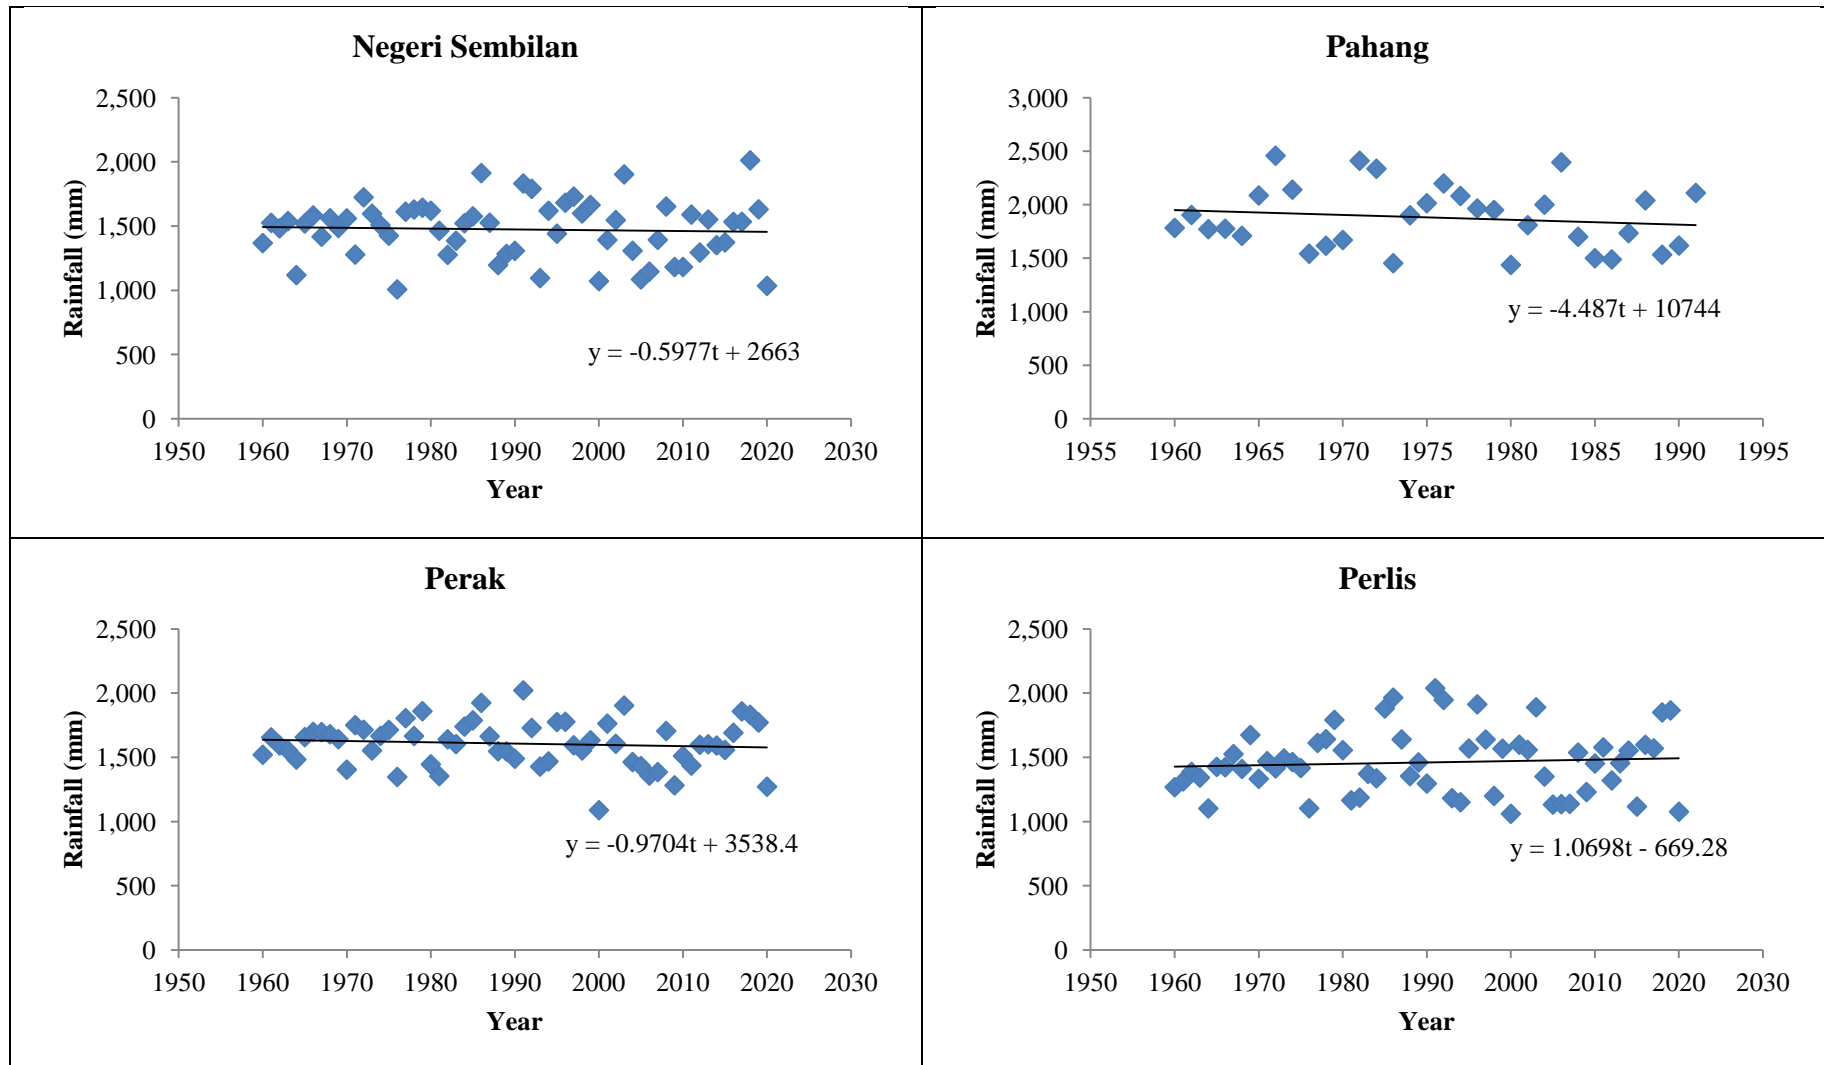 Negeri Sembilan
2,500
2,000
1,500
1,000
500
0
Rainfall (mm)
y = -0.5977t + 2663
1950 1960 1970 1980 1990 2000 2010 2020 2030
Year
Pahang
3,000
2,500
2,000
1,500
1,000
500
0
Rainfall (mm)
y = -4.487t + 10744
1955 1960 1965 1970 1975 1980 1985 1990 1995
Year
Perak
2,500
2,000
1,500
1,000
500
0
Rainfall (mm)
y = -0.9704t + 3538.4
1950 1960 1970 1980 1990 2000 2010 2020 2030
Year
Perlis
2,500
2,000
1,500
1,000
500
0
Rainfall (mm)
y = 1.0698t - 669.28
1950 1960 1970 1980 1990 2000 2010 2020 2030
Year